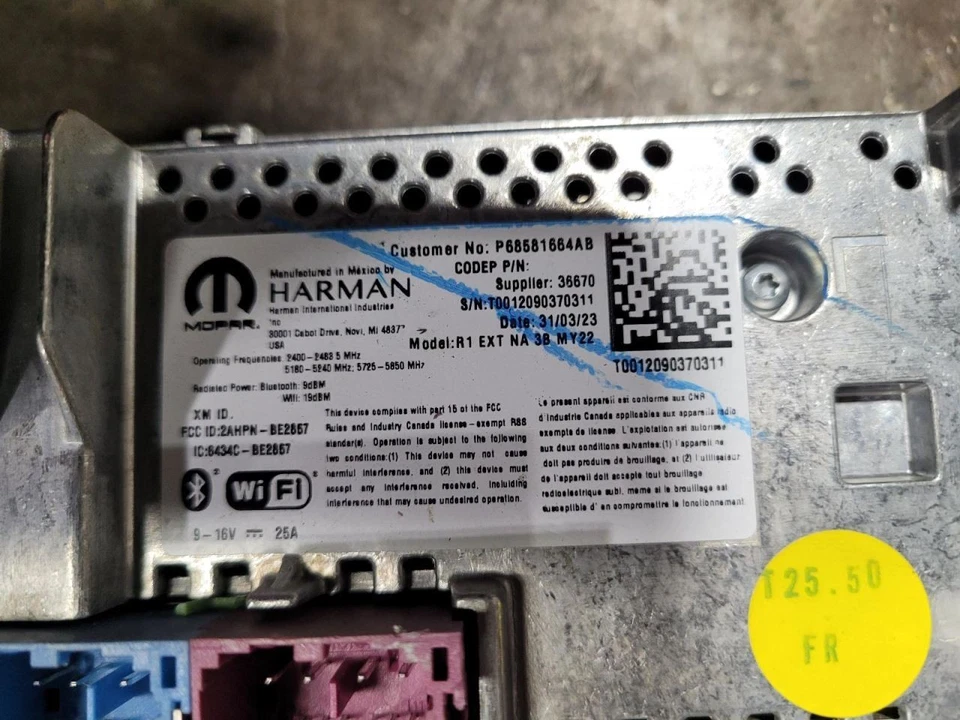 Customer No: P68581664AB
CODEP P/N:
Supplier: 36670
S/N:T0012090370311
Date: 31/03/23
Model:R1 EXT NA 3B MY22
T0012090370311
MOPAR.
Manufactured in México by
HARMAN
Harman International Industries
Inc
30001 Cabot Drive, Novi, MI 4837
USA
Operating Frequencies 2400-2483 5 MHz
5180-5240 MHz; 5725-5850 MHz
Radiated Power: Bluetooth: 9dBM
Wifi: 19dBM
XM ID.
FCC ID:2AHPN-BE2857
IC:6434C-BE2857
WiFi
9-16V 25A
This device complies with part 15 of the FCC
Rules and Industry Canada license-exempt RSS
standar(s). Operation is subject to the following
two conditions:(1) This device may not cause
harmful interference, and (2) this device must
accept any interference received, including
interference that may cause undesired operation.
Le present appareil est conforme aux CNR
d'Industrie Canada applicables aux appareils radio
exempts de licence. L'explotation est autorisee
aux deux conditions suivantes:(1) l'appareil ne
doit pas produire de brouillage, et (2) l'utilisateur
de l'appareil doit accepte tout brouillage
radioelectrique subi, meme si le brouillage est
susceptible d'en comprometire le fonctionnement
T25.50
FR